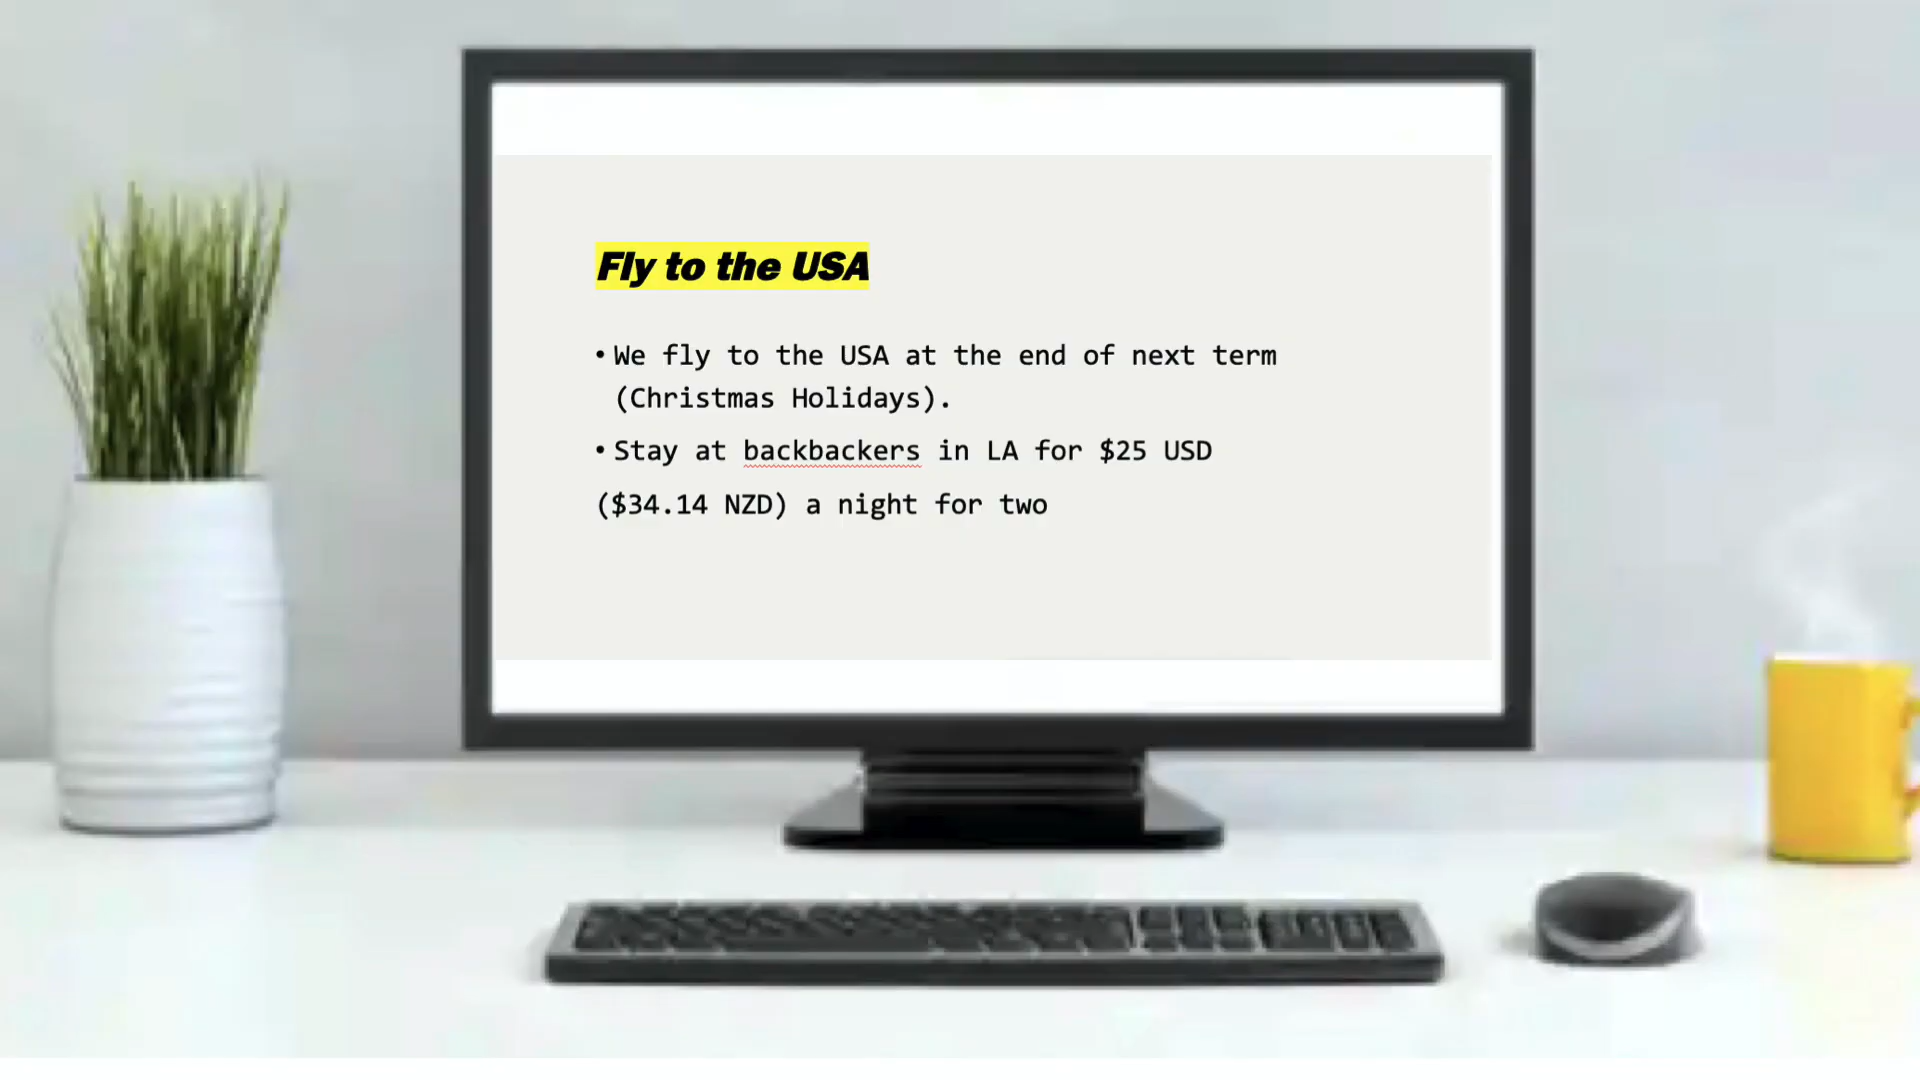 Fly to the USA
• We fly to the USA at the end of next term
(Christmas Holidays).
• Stay at backbackers in LA for $25 USD
($34.14 NZD) a night for two